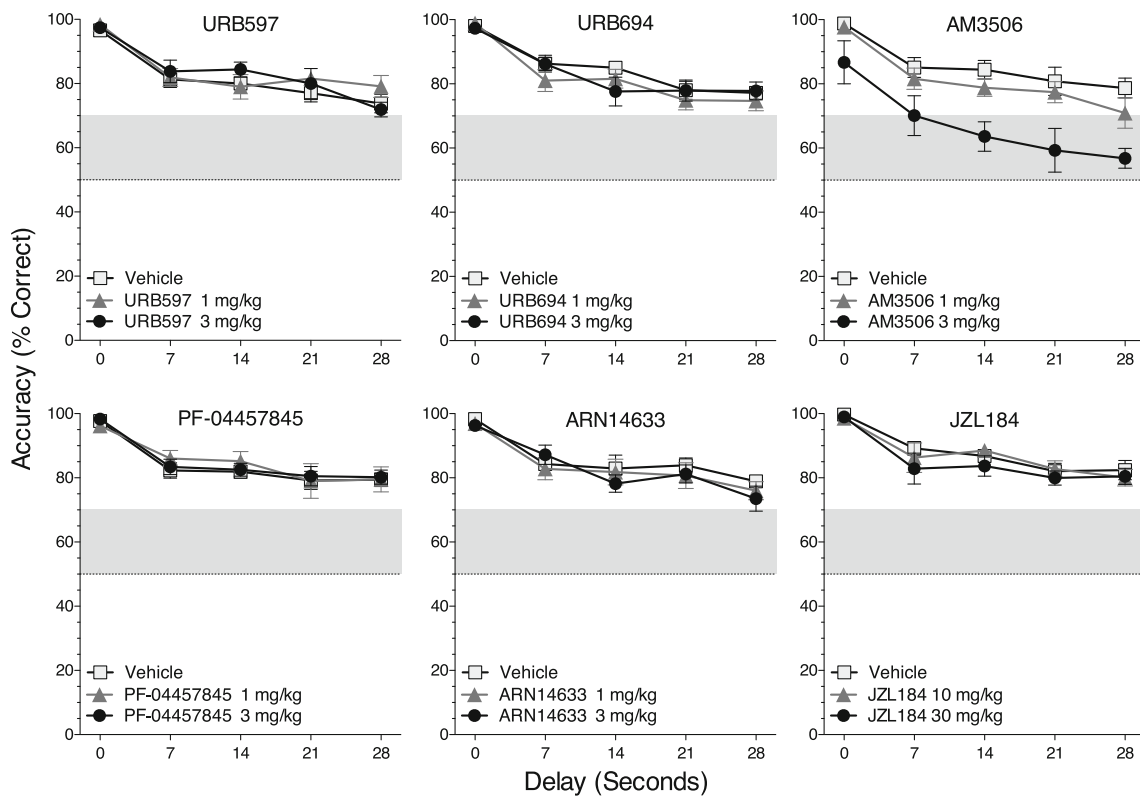 Accuracy (% Correct)
URB597
100
80
60
40
20
0
0 7 14 21 28
Vehicle
URB597 1 mg/kg
URB597 3 mg/kg
URB694
100
80
60
40
20
0
0 7 14 21 28
Vehicle
URB694 1 mg/kg
URB694 3 mg/kg
AM3506
100
80
60
40
20
0
0 7 14 21 28
Vehicle
AM3506 1 mg/kg
AM3506 3 mg/kg
PF-04457845
100
80
60
40
20
0
0 7 14 21 28
Vehicle
PF-04457845 1 mg/kg
PF-04457845 3 mg/kg
ARN14633
100
80
60
40
20
0
0 7 14 21 28
Vehicle
ARN14633 1 mg/kg
ARN14633 3 mg/kg
JZL184
100
80
60
40
20
0
0 7 14 21 28
Vehicle
JZL184 10 mg/kg
JZL184 30 mg/kg
Delay (Seconds)